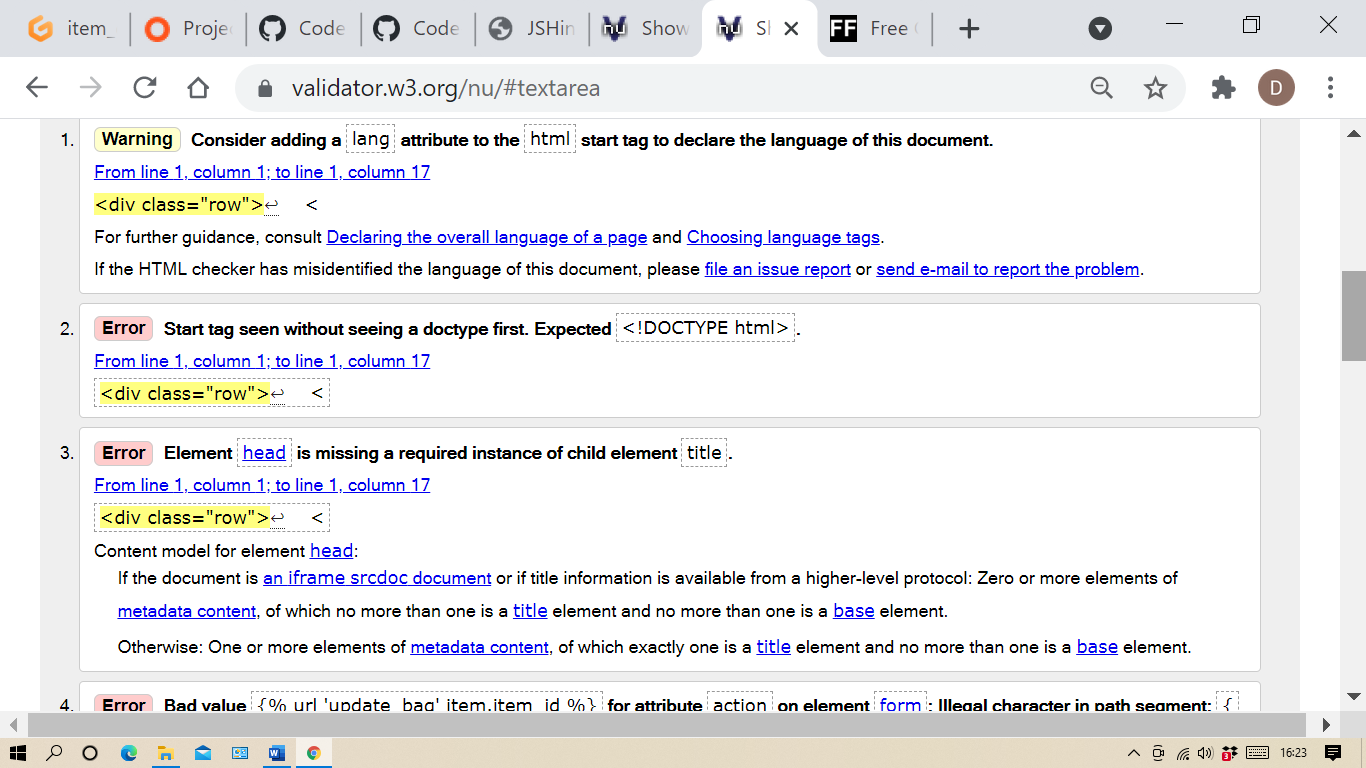 item_
Proje
Code
Code
JSHin
Show
Sl
FF
Free
validator.w3.org/nu/#textarea
D
1. Warning Consider adding a lang attribute to the html start tag to declare the language of this document.
From line 1, column 1; to line 1, column 17
<div class="row">↩ <
For further guidance, consult Declaring the overall language of a page and Choosing language tags.
If the HTML checker has misidentified the language of this document, please file an issue report or send e-mail to report the problem.
2. Error Start tag seen without seeing a doctype first. Expected <!DOCTYPE html>.
From line 1, column 1; to line 1, column 17
<div class="row">↩ <
3. Error Element head is missing a required instance of child element title.
From line 1, column 1; to line 1, column 17
<div class="row">↩ <
Content model for element head:
If the document is an iframe srcdoc document or if title information is available from a higher-level protocol: Zero or more elements of
metadata content, of which no more than one is a title element and no more than one is a base element.
Otherwise: One or more elements of metadata content, of which exactly one is a title element and no more than one is a base element.
4. Error Bad value {% url 'update_bag' item.item_id %} for attribute action on element form: Illegal character in path segment: {
16:23